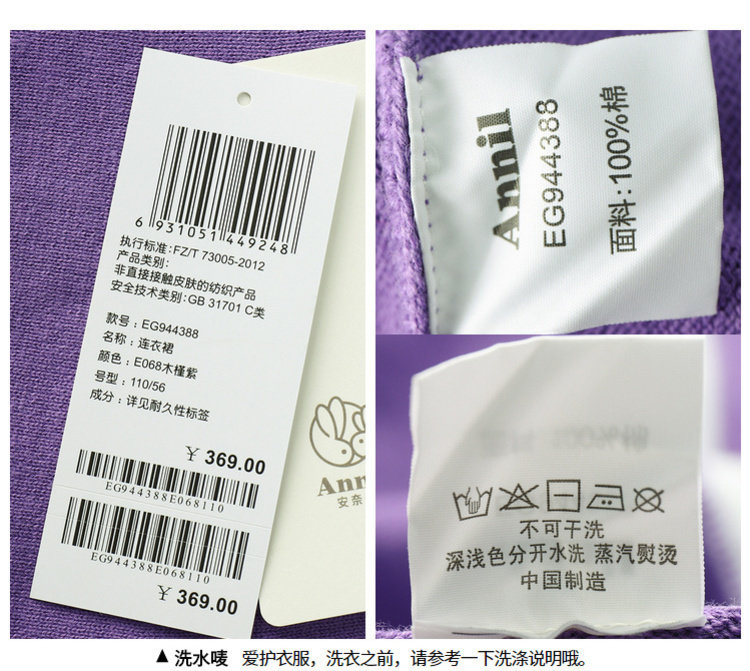 6 931051 449248
执行标准:FZ/T 73005-2012
产品类别:
非直接接触皮肤的纺织产品
安全技术类别:GB 31701 C类
款号:EG944388
名称:连衣裙
颜色:E068木槿紫
号型:110/56
成分:详见耐久性标签
￥369.00
EG944388E068110
EG944388E068110
￥369.00
Ann
安奈
Annil
EG944388
面料:100%棉
不可干洗
深浅色分开水洗 蒸汽熨烫
中国制造
▲ 洗水唛 爱护衣服，洗衣之前，请参考一下洗涤说明哦。